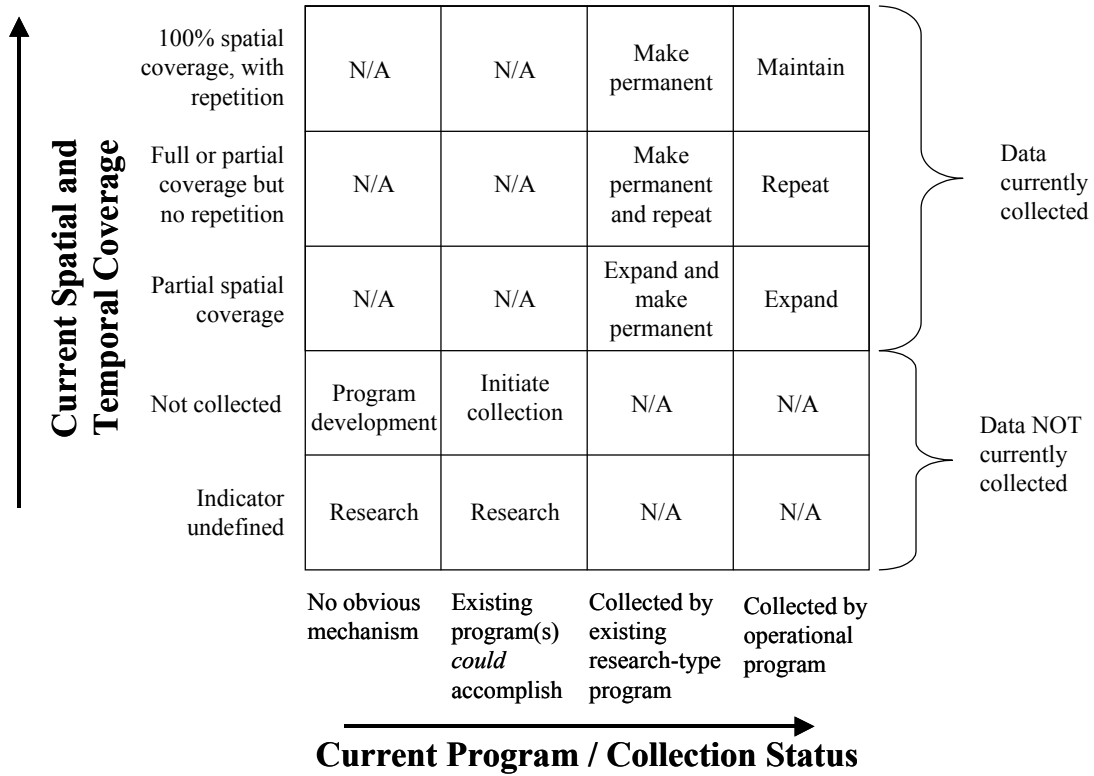 100% spatial
coverage, with
repetition
N/A
N/A
Make
permanent
Maintain
Full or partial
coverage but
no repetition
N/A
N/A
Make
permanent
and repeat
Repeat
Partial spatial
coverage
N/A
N/A
Expand and
make
permanent
Expand
Not collected
Program
development
Initiate
collection
N/A
N/A
Indicator
undefined
Research
Research
N/A
N/A
Data
currently
collected
Data NOT
currently
collected
Current Spatial and
Temporal Coverage
No obvious
mechanism
Existing
program(s)
could
accomplish
Collected by
existing
research-type
program
Collected by
operational
program
Current Program / Collection Status